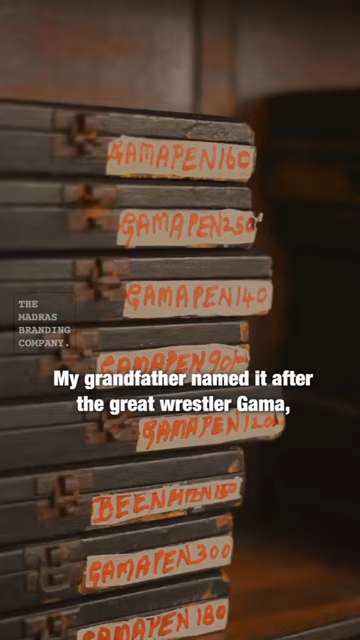 GAMAPEN160
GAMAPEN250
GAMAPEN140
THE
MADRAS
BRANDING
COMPANY.
GAMAPEN90/-
My grandfather named it after
the great wrestler Gama,
GAMAPEN120
BEENAPEN150
GAMAPEN300
GAMAPEN180